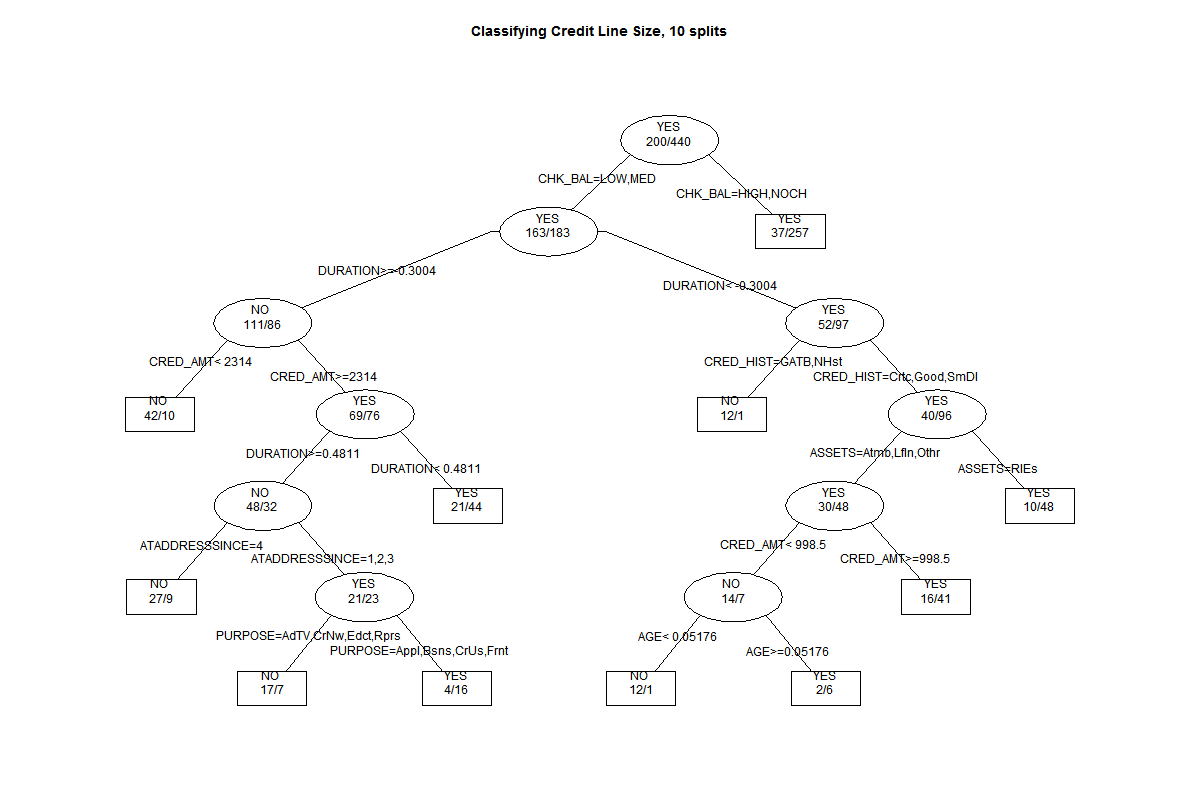 Classifying Credit Line Size, 10 splits
YES
200/440
CHK_BAL=LOW,MED
CHK_BAL=HIGH,NOCH
YES
163/183
YES
37/257
DURATION>=-0.3004
DURATION< -0.3004
NO
111/86
YES
52/97
CRED_AMT< 2314
CRED_AMT>=2314
CRED_HIST=GATB,NHst
CRED_HIST=Crtc,Good,SmDl
NO
42/10
YES
69/76
NO
12/1
YES
40/96
DURATION>=0.4811
DURATION< 0.4811
ASSETS=Atmb,LfIn,Othr
ASSETS=RlEs
NO
48/32
YES
21/44
YES
30/48
YES
10/48
ATADDRESSSINCE=4
ATADDRESSSINCE=1,2,3
CRED_AMT< 998.5
CRED_AMT>=998.5
NO
27/9
YES
21/23
NO
14/7
YES
16/41
PURPOSE=AdTV,CrNw,Edct,Rprs
PURPOSE=Appl,Bsns,CrUs,Frnt
AGE< 0.05176
AGE>=0.05176
NO
17/7
YES
4/16
NO
12/1
YES
2/6